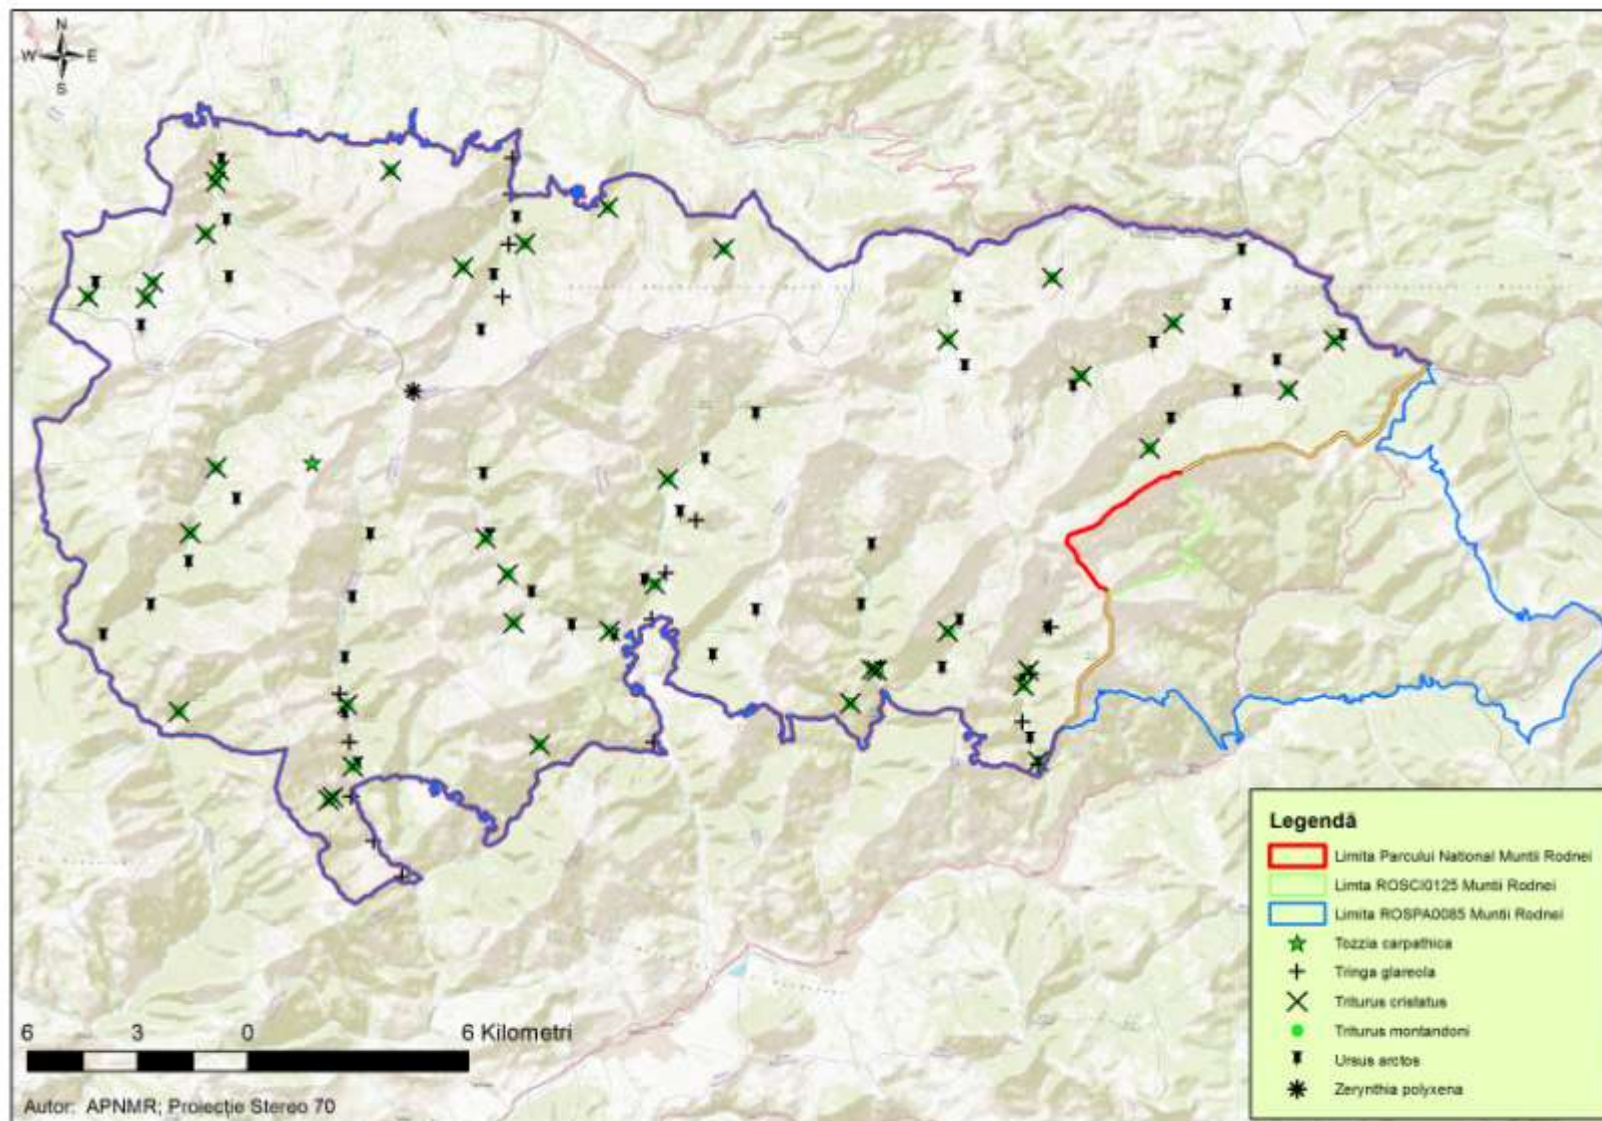 N
W E
S
Legendă
Limita Parcului National Muntii Rodnei
Limta ROSCI0125 Muntii Rodnei
Limita ROSPA0085 Muntii Rodnei
Tozzia carpathica
Tringa glareola
Triturus cristatus
Triturus montandoni
Ursus arctos
Zerynthia polyxena
6 3 0 6 Kilometri
Autor: APNMR; Proiecție Stereo 70